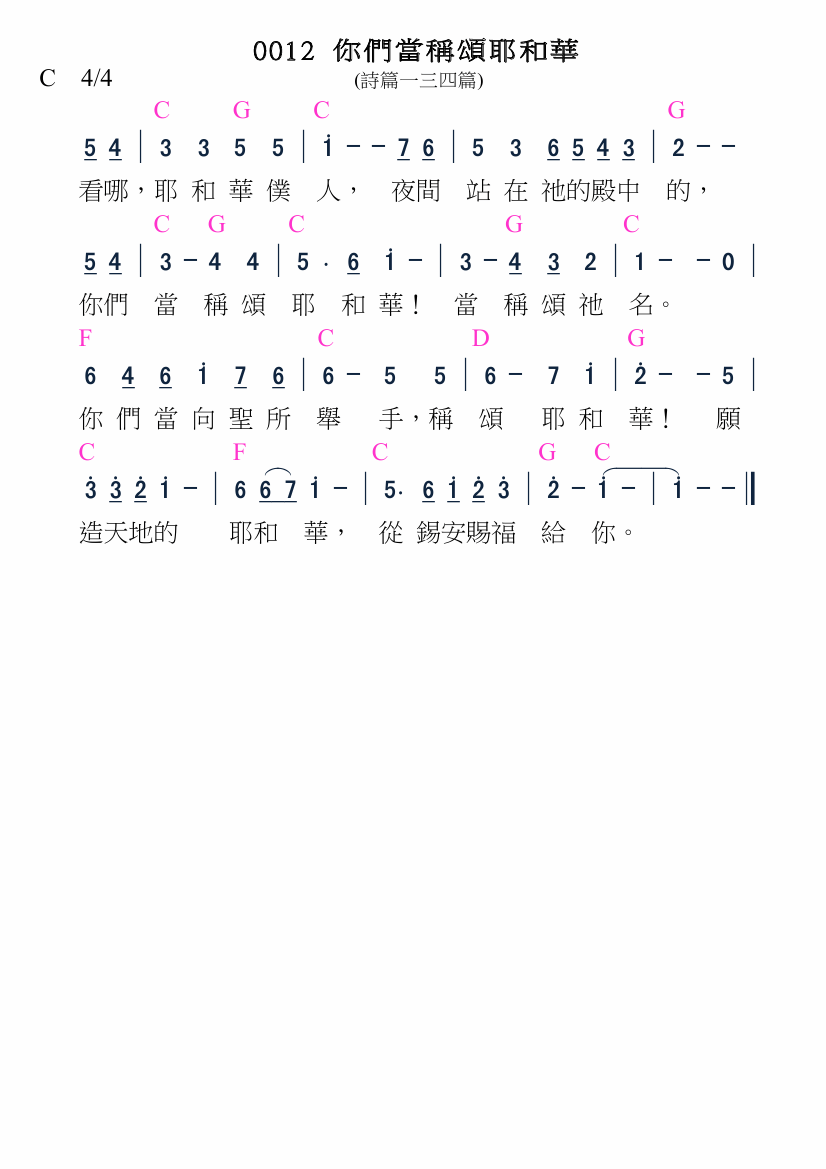 0012 你們當稱頌耶和華
C 4/4 (詩篇一三四篇)
C G C G
5 4 | 3 3 5 5 | i - - 7 6 | 5 3 6 5 4 3 | 2 - -
看哪，耶 和 華 僕 人， 夜間 站 在 祂的殿中 的，
C G C G C
5 4 | 3 - 4 4 | 5 . 6 i - | 3 - 4 3 2 | 1 - - 0 |
你們 當 稱 頌 耶 和 華！ 當 稱 頌 祂 名。
F C D G
6 4 6 i 7 6 | 6 - 5 5 | 6 - 7 i | 2̇ - - 5 |
你 們 當 向 聖 所 舉 手，稱 頌 耶 和 華！ 願
C F C G C
3̇ 3̇ 2̇ i - | 6 6 7 i - | 5. 6 i 2̇ 3̇ | 2̇ - i - | i - - ||
造天地的 耶和 華， 從 錫安賜福 給 你。